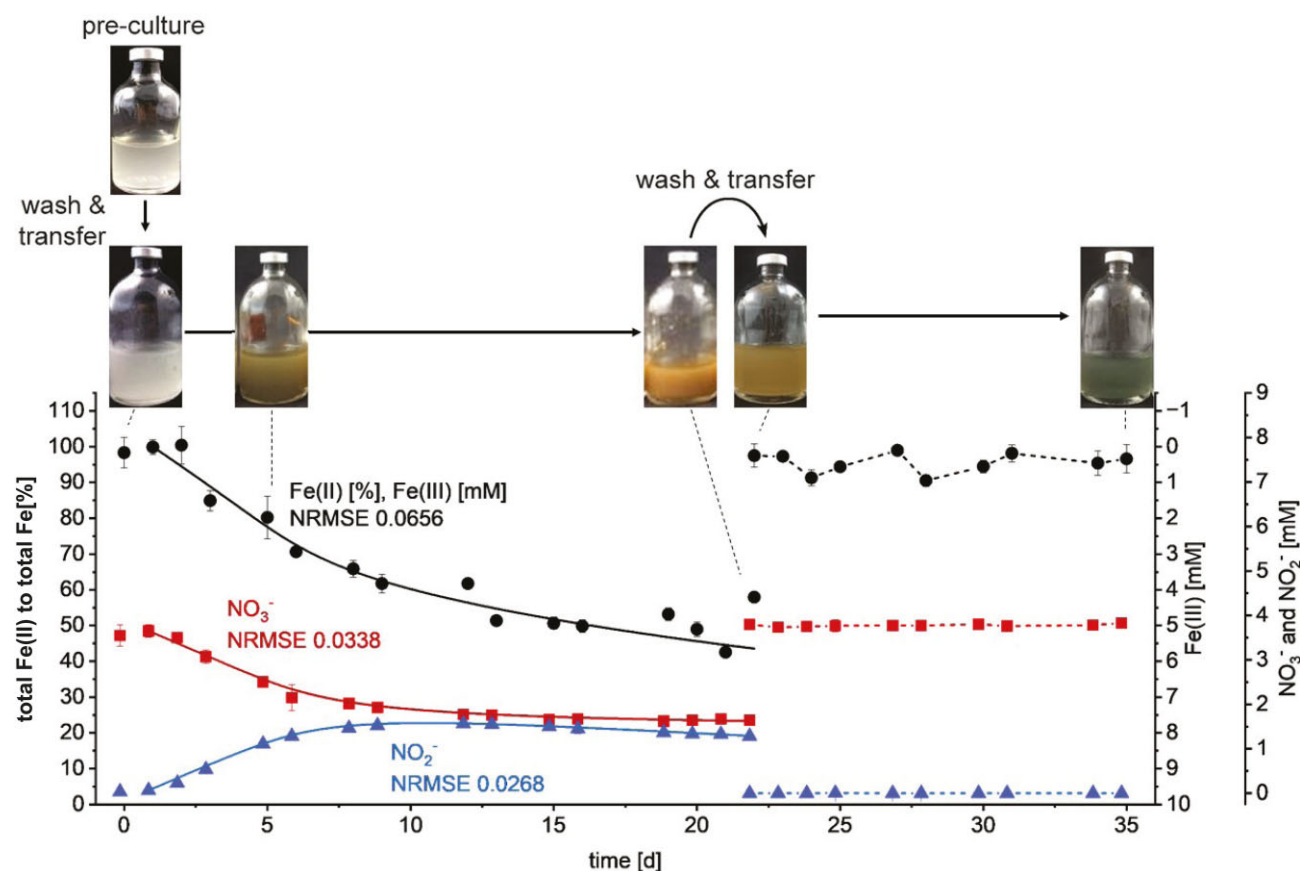 pre-culture
wash &
transfer
wash & transfer
total Fe(II) to total Fe[%]
110
100
90
80
70
60
50
40
30
20
10
0
Fe(II) [%], Fe(III) [mM]
NRMSE 0.0656
NO₃⁻
NRMSE 0.0338
NO₂⁻
NRMSE 0.0268
−1
0
1
2
3
4
5
6
7
8
9
10
Fe(III) [mM]
9
8
7
6
5
4
3
2
1
0
NO₃⁻ and NO₂⁻ [mM]
0 5 10 15 20 25 30 35
time [d]